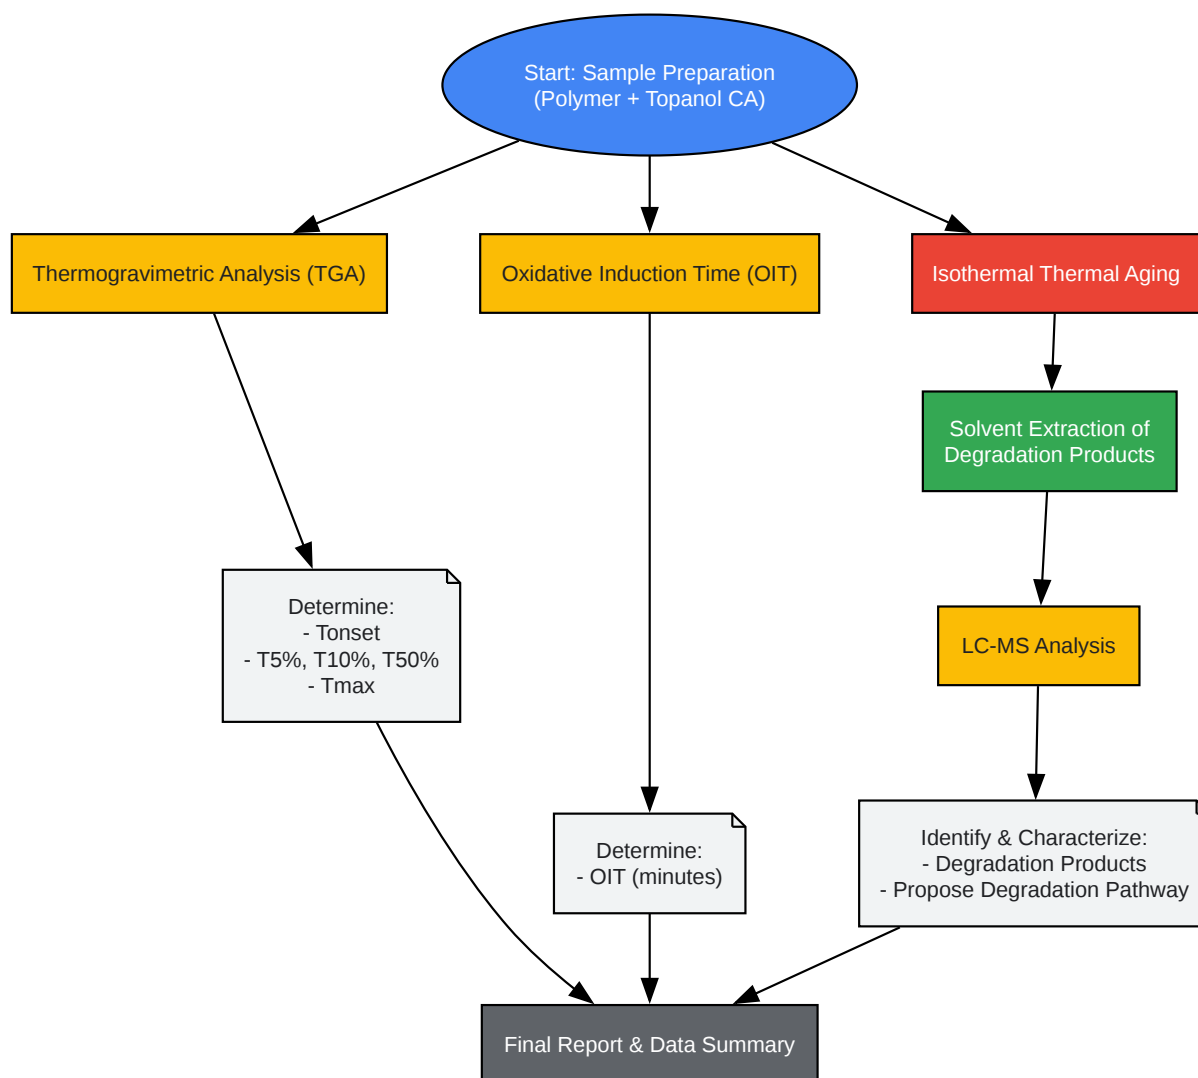 Start: Sample Preparation
(Polymer + Topanol CA)
Thermogravimetric Analysis (TGA)
Oxidative Induction Time (OIT)
Isothermal Thermal Aging
Solvent Extraction of
Degradation Products
Determine:
- Tonset
- T5%, T10%, T50%
- Tmax
LC-MS Analysis
Determine:
- OIT (minutes)
Identify & Characterize:
- Degradation Products
- Propose Degradation Pathway
Final Report & Data Summary